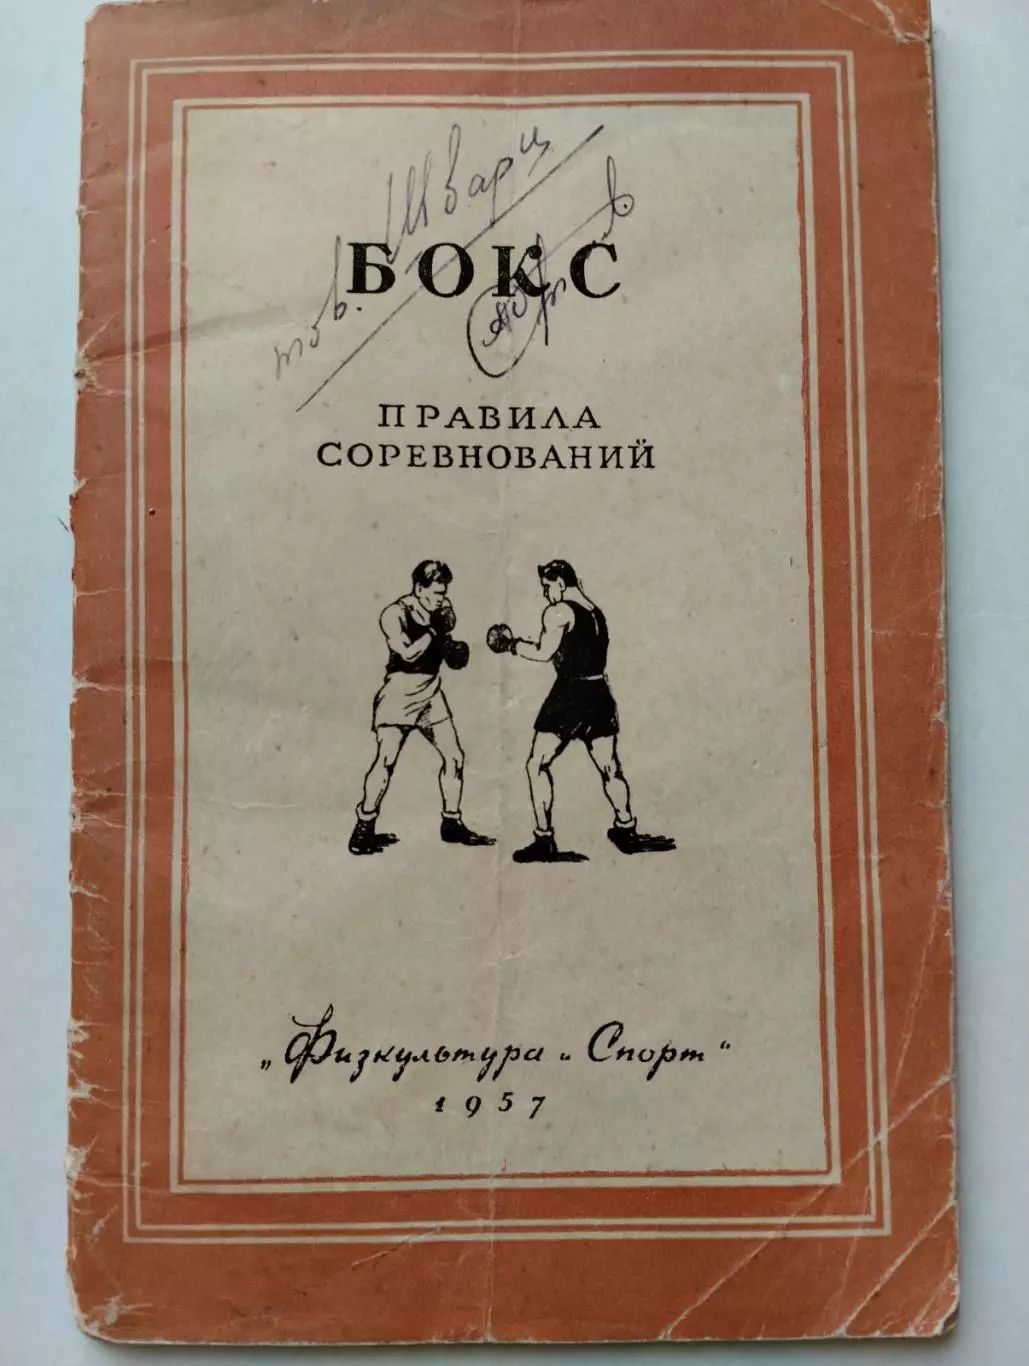 тов. Шварц
БОКС
ПРАВИЛА
СОРЕВНОВАНИЙ
„Физкультура и Спорт"
1957